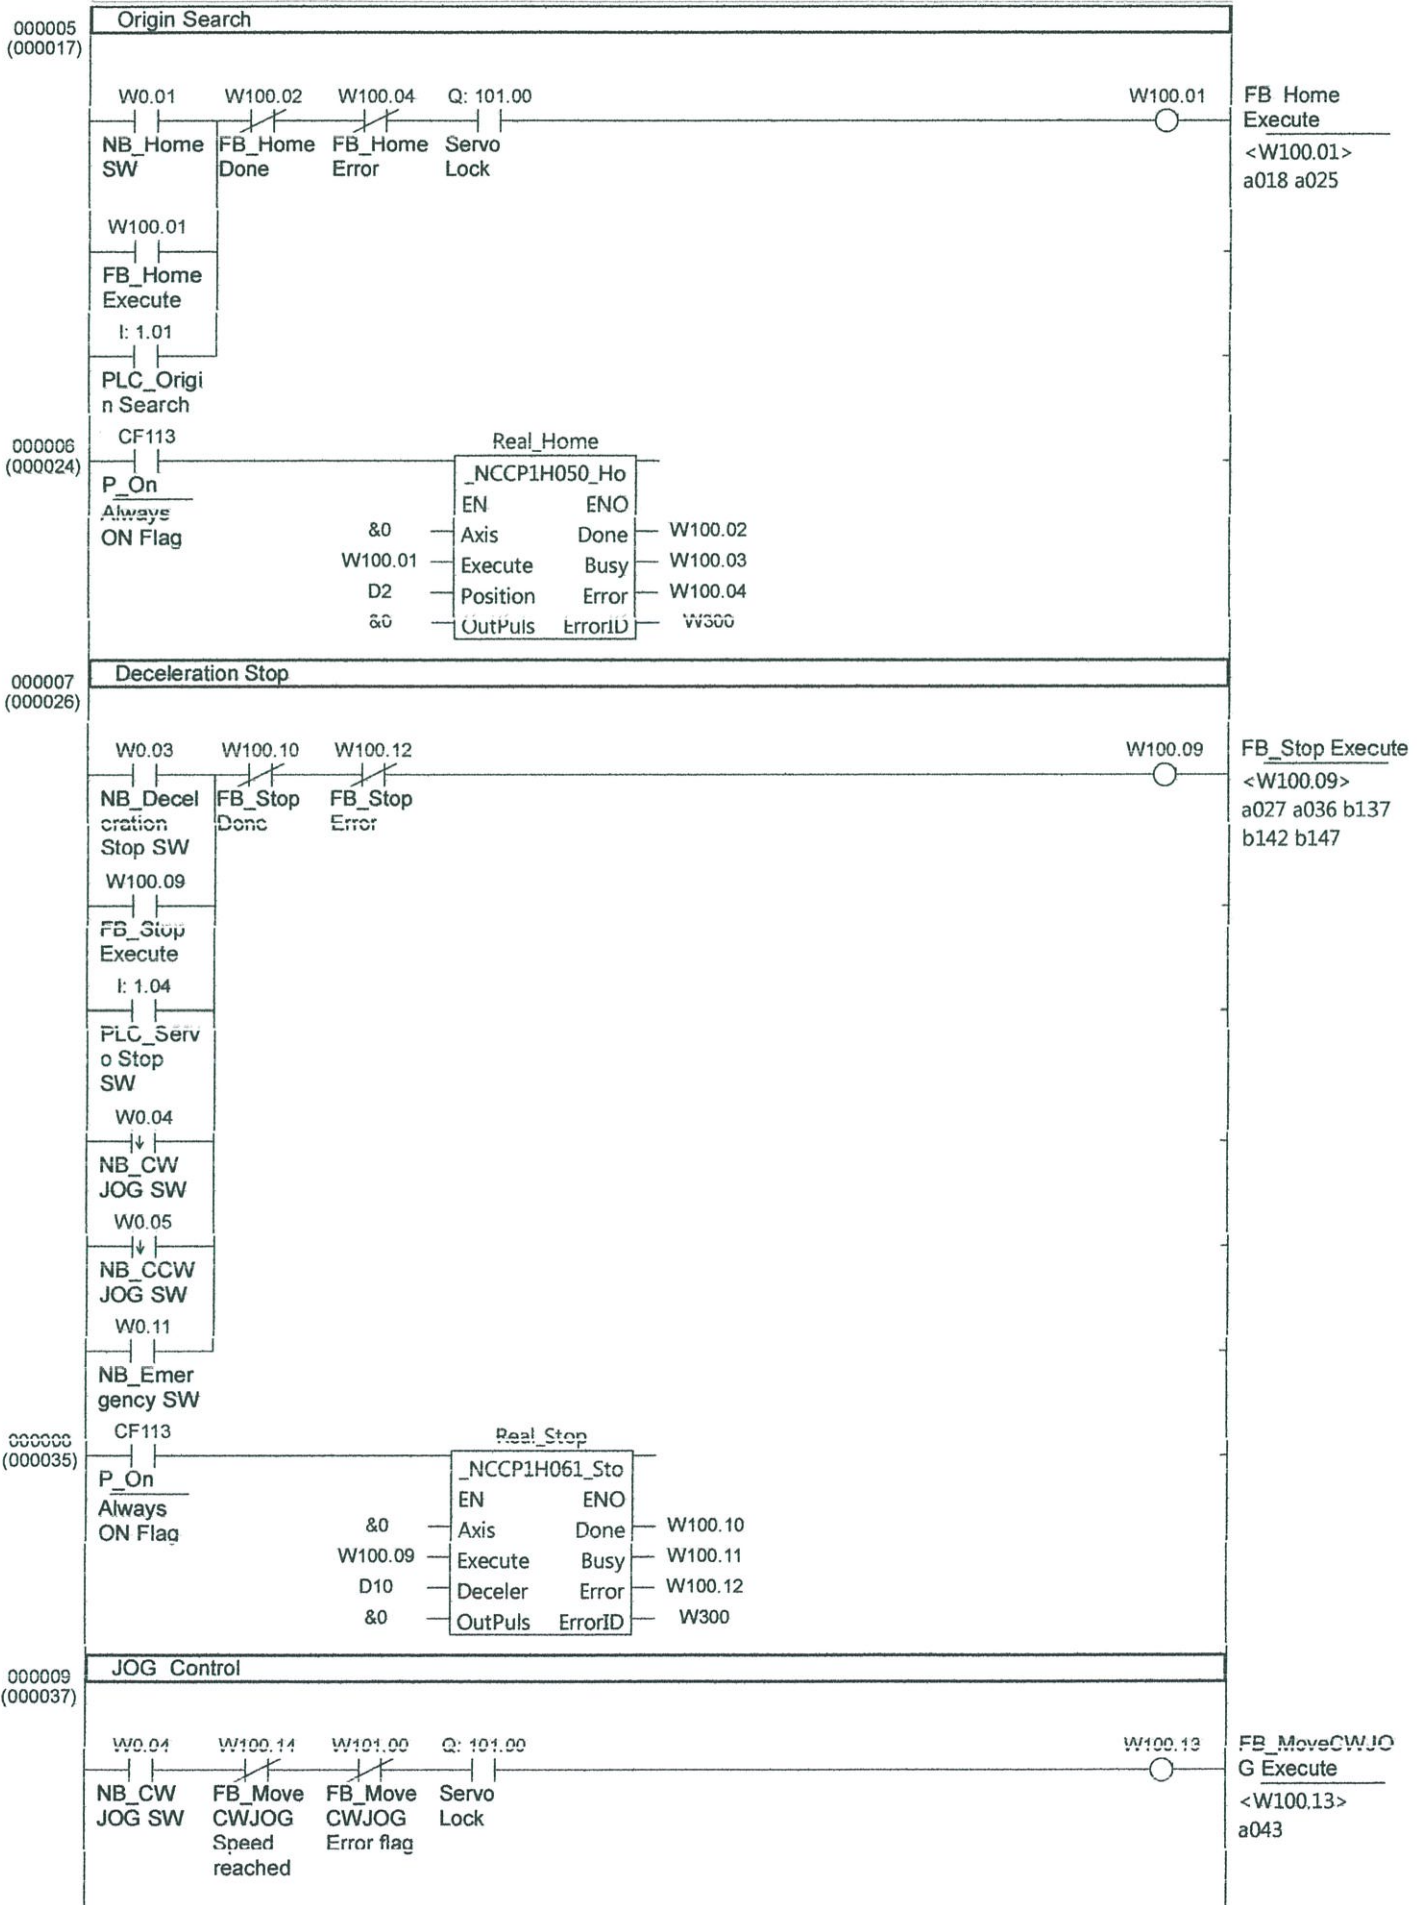 000005
(000017)
Origin Search
W0.01 W100.02 W100.04 Q: 101.00 W100.01
NB_Home SW
FB_Home Done
FB_Home Error
Servo Lock
FB Home Execute
<W100.01>
a018 a025
W100.01
FB_Home
Execute
I: 1.01
PLC_Origi
n Search
000006
(000024)
CF113
P_On
Always
ON Flag
Real_Home
_NCCP1H050_Ho
EN ENO
&0 Axis Done W100.02
W100.01 Execute Busy W100.03
D2 Position Error W100.04
&0 OutPuls ErrorID W300
000007
(000026)
Deceleration Stop
W0.03 W100.10 W100.12 W100.09
NB_Decel
eration
Stop SW
FB_Stop
Done
FB_Stop
Error
FB_Stop Execute
<W100.09>
a027 a036 b137
b142 b147
W100.09
FB_Stop
Execute
I: 1.04
PLC_Serv
o Stop
SW
W0.04
NB_CW
JOG SW
W0.05
NB_CCW
JOG SW
W0.11
NB_Emer
gency SW
000008
(000035)
CF113
P_On
Always
ON Flag
Real_Stop
_NCCP1H061_Sto
EN ENO
&0 Axis Done W100.10
W100.09 Execute Busy W100.11
D10 Deceler Error W100.12
&0 OutPuls ErrorID W300
000009
(000037)
JOG Control
W0.04 W100.14 W101.00 Q: 101.00 W100.13
NB_CW
JOG SW
FB_Move
CWJOG
Speed
reached
FB_Move
CWJOG
Error flag
Servo
Lock
FB_MoveCWJO
G Execute
<W100.13>
a043